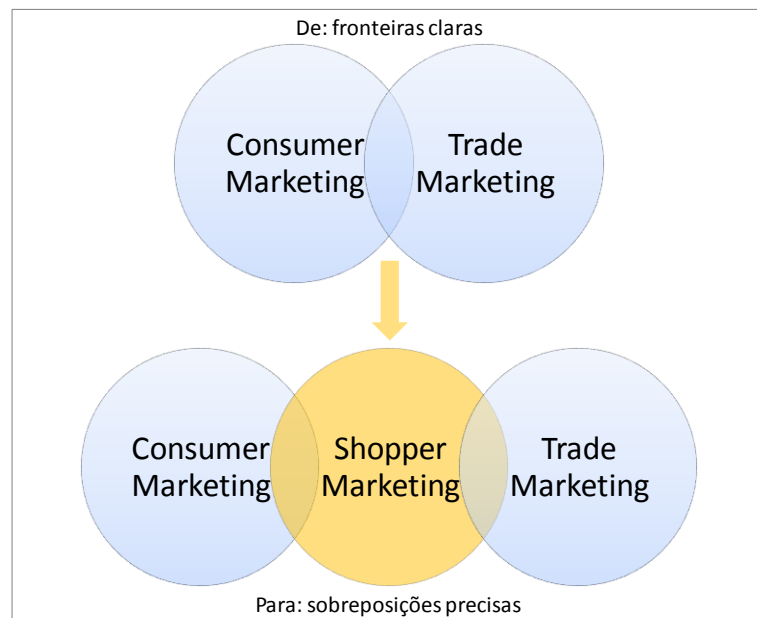 De: fronteiras claras
Consumer
Marketing
Trade
Marketing
Consumer
Marketing
Shopper
Marketing
Trade
Marketing
Para: sobreposições precisas